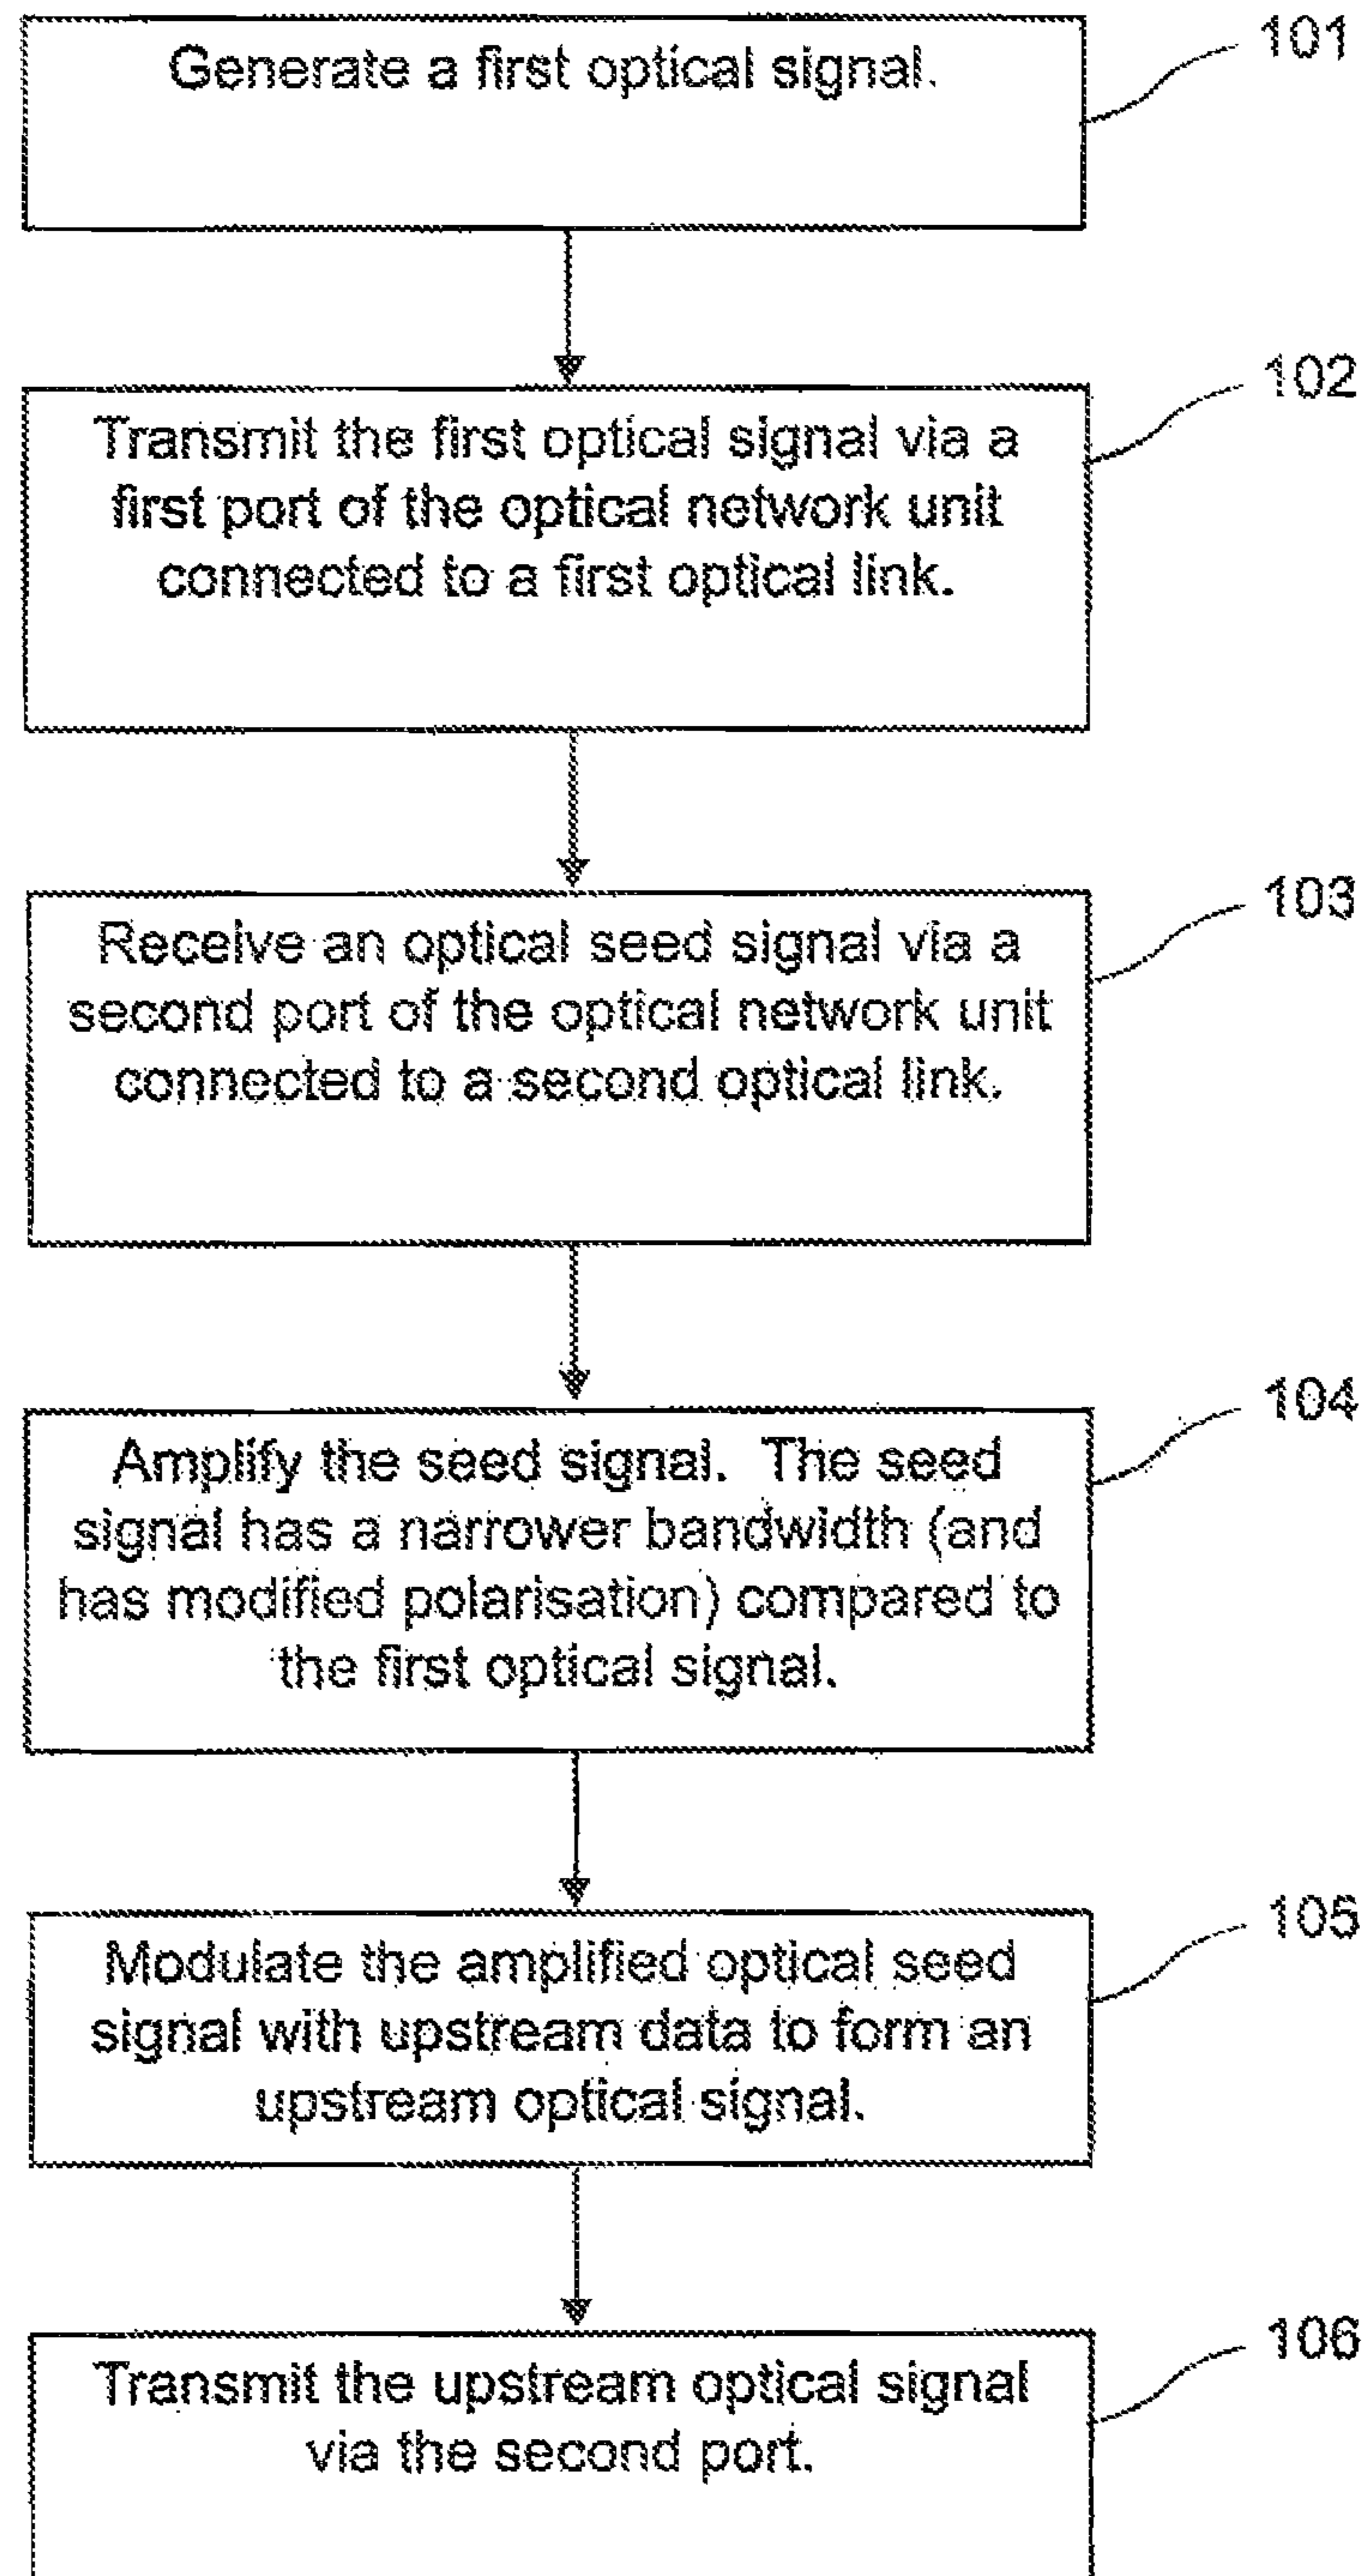 Generate a first optical signal.
101
Transmit the first optical signal via a
first port of the optical network unit
connected to a first optical link.
102
Receive an optical seed signal via a
second port of the optical network unit
connected to a second optical link.
103
Amplify the seed signal. The seed
signal has a narrower bandwidth (and
has modified polarisation) compared to
the first optical signal.
104
Modulate the amplified optical seed
signal with upstream data to form an
upstream optical signal.
105
Transmit the upstream optical signal
via the second port.
106